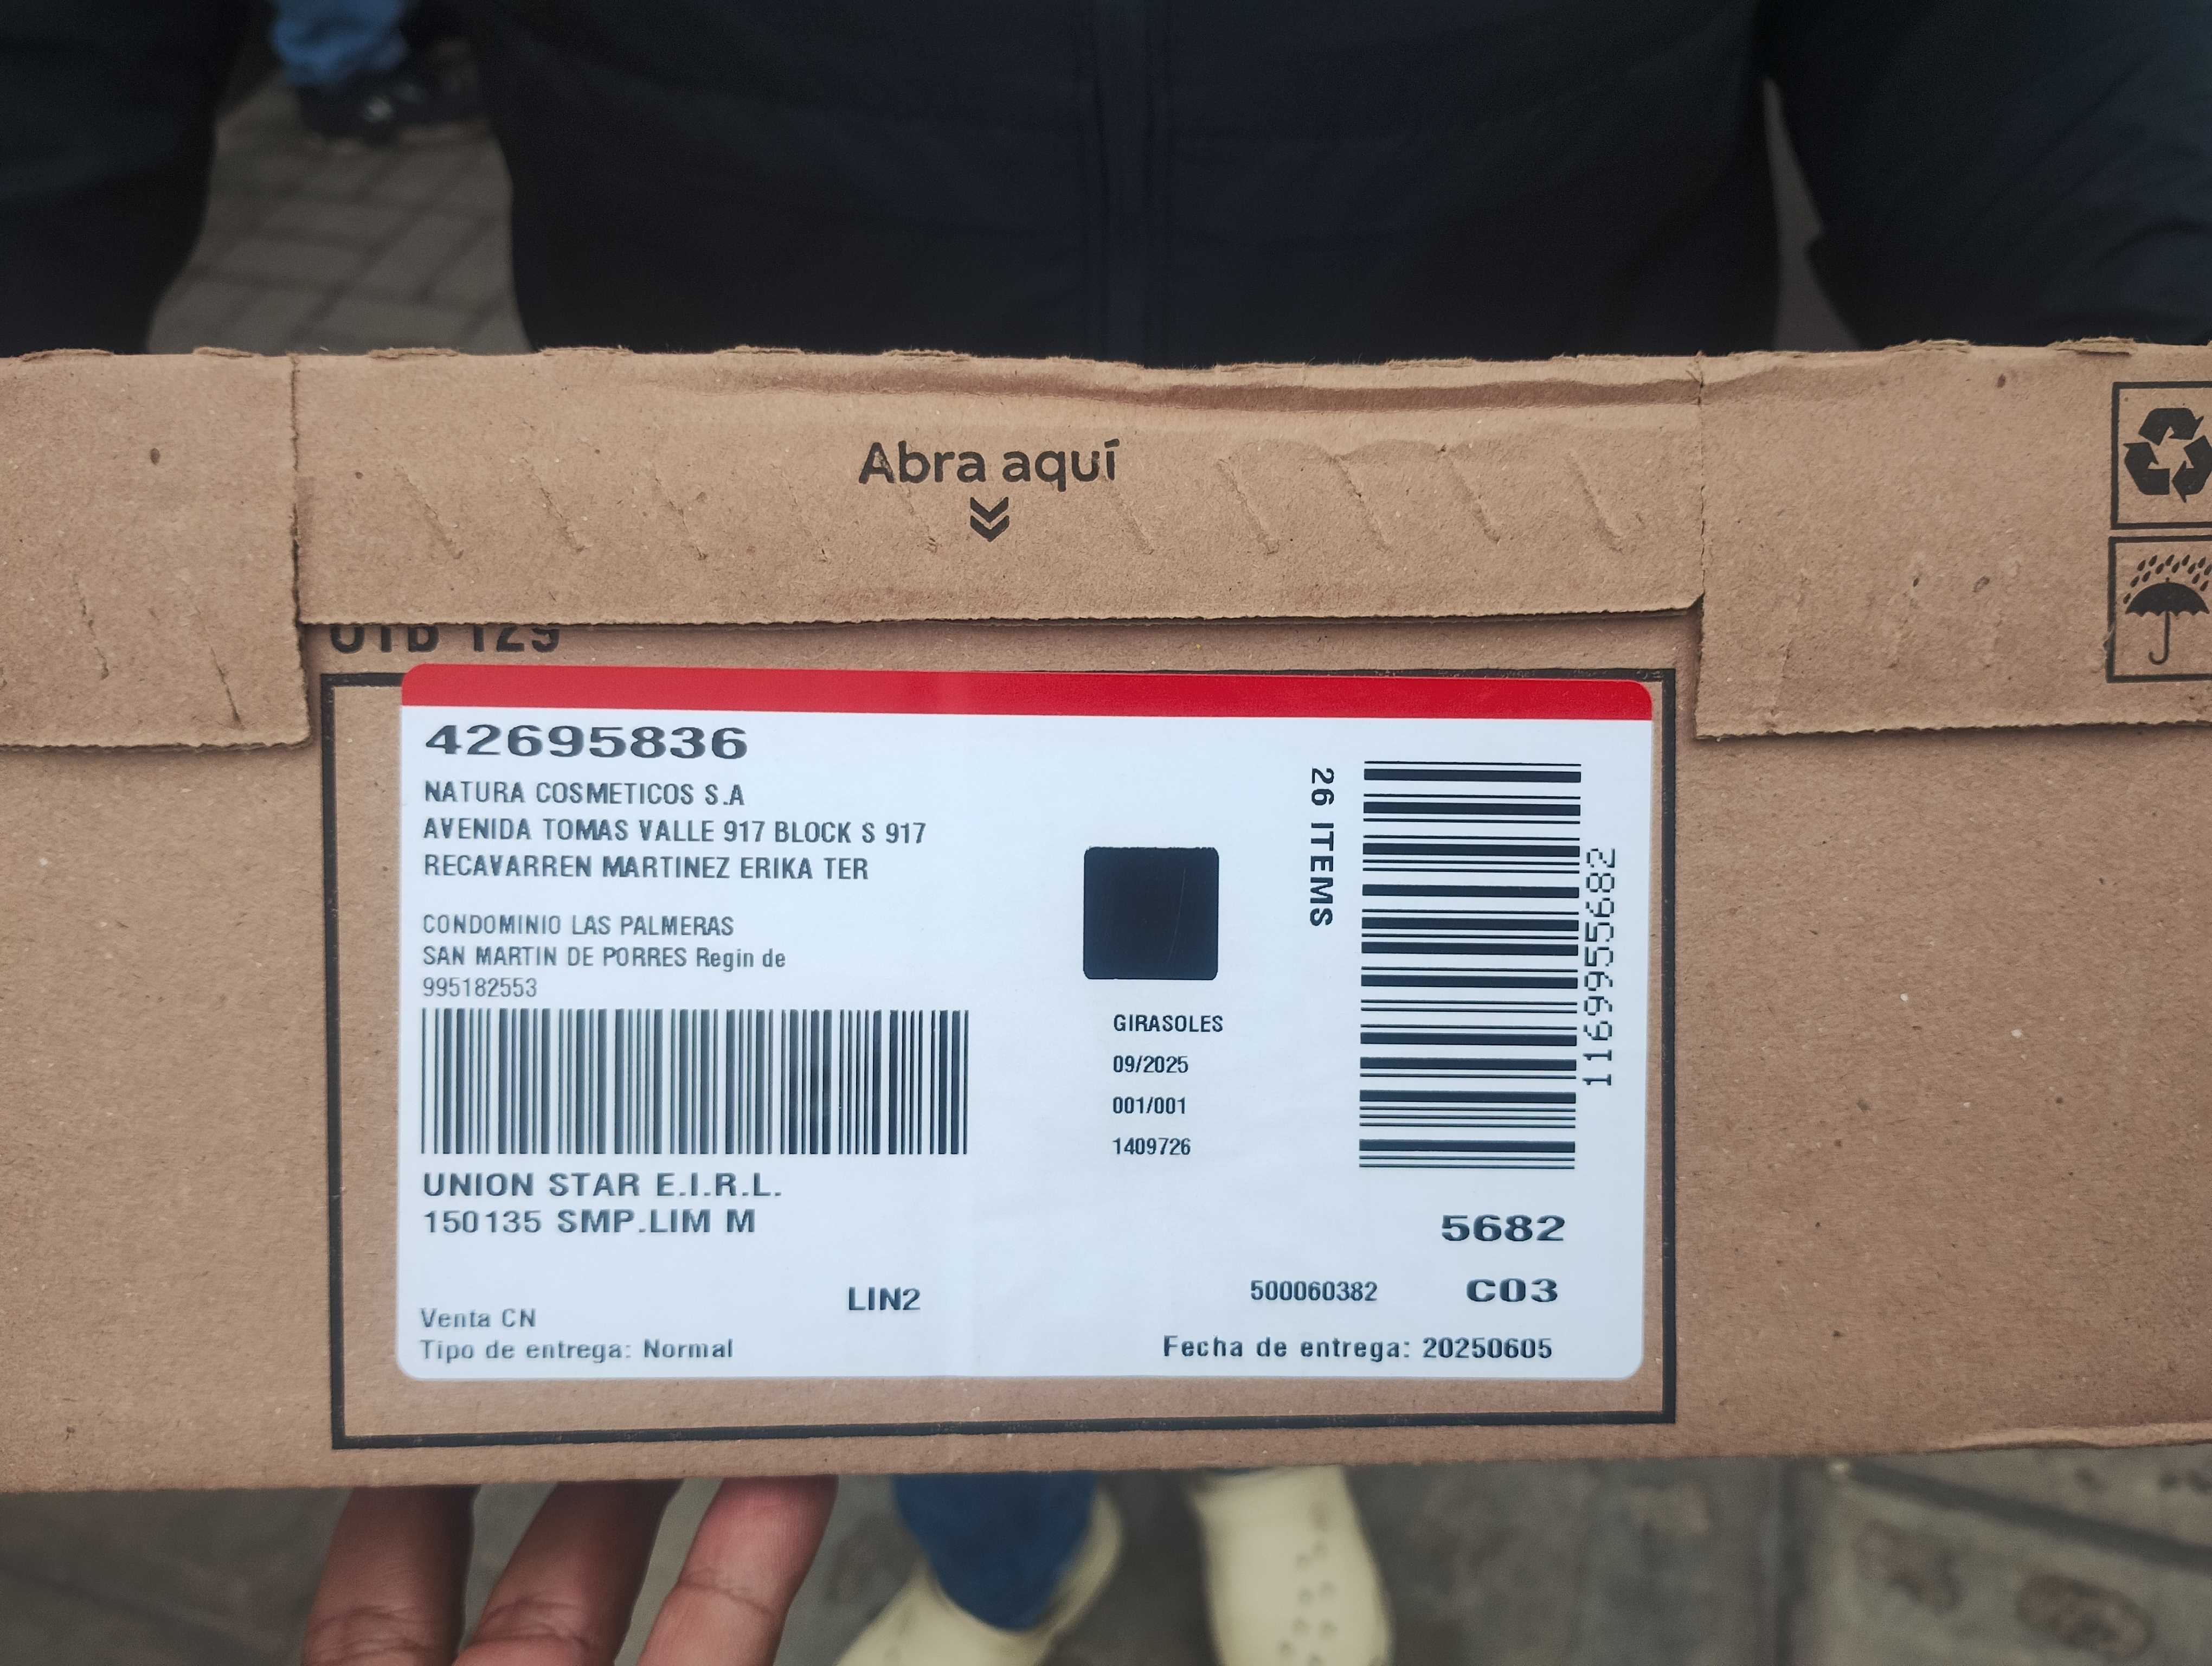 Abra aquí
42695836
NATURA COSMETICOS S.A
AVENIDA TOMAS VALLE 917 BLOCK S 917
RECAVARREN MARTINEZ ERIKA TER
CONDOMINIO LAS PALMERAS
SAN MARTIN DE PORRES Regin de
995182553
UNION STAR E.I.R.L.
150135 SMP.LIM M
Venta CN
Tipo de entrega: Normal
LIN2
GIRASOLES
09/2025
001/001
1409726
26 ITEMS
1169955682
5682
500060382 C03
Fecha de entrega: 20250605